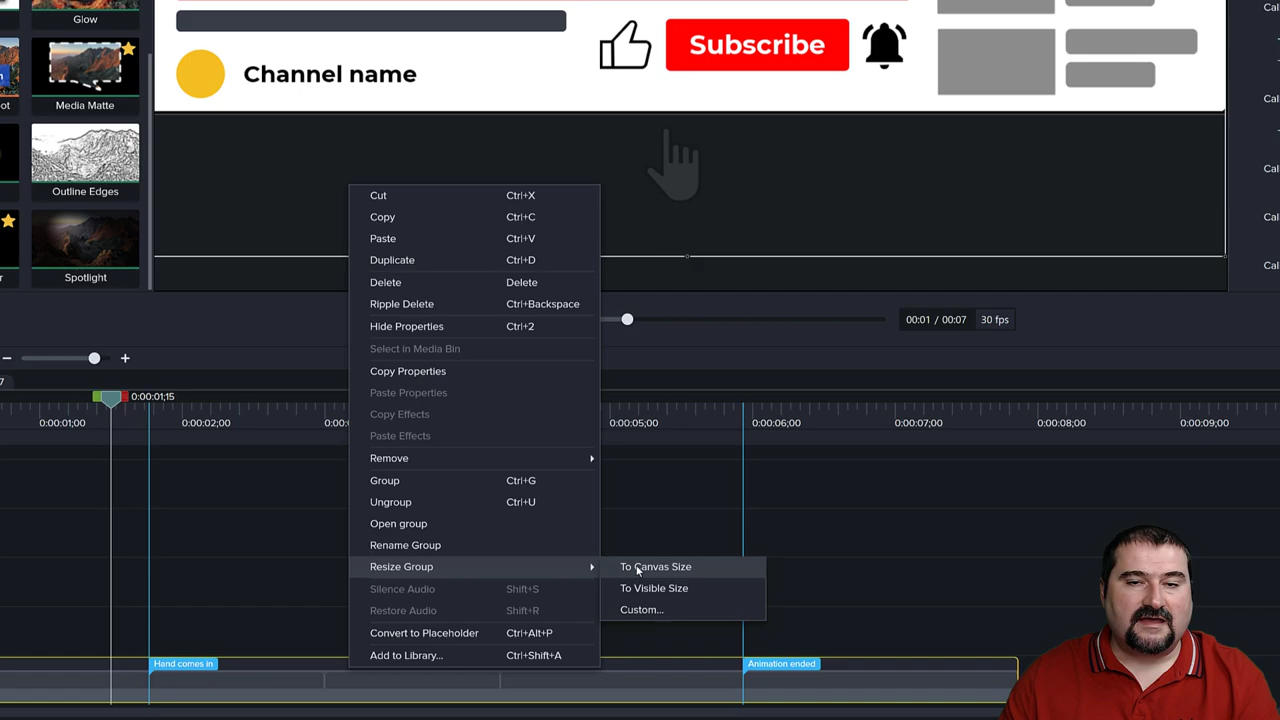 Glow
Subscribe
Channel name
Media Matte
Outline Edges
Spotlight
Cut Ctrl+X
Copy Ctrl+C
Paste Ctrl+V
Duplicate Ctrl+D
Delete Delete
Ripple Delete Ctrl+Backspace
Hide Properties Ctrl+2
Select in Media Bin
Copy Properties
Paste Properties
Copy Effects
Paste Effects
Remove
Group Ctrl+G
Ungroup Ctrl+U
Open group
Rename Group
Resize Group
To Canvas Size
To Visible Size
Custom...
Silence Audio Shift+S
Restore Audio Shift+R
Convert to Placeholder Ctrl+Alt+P
Add to Library... Ctrl+Shift+A
00:01 / 00:07 30 fps
0:00:01;15
0:00:01;00 0:00:02;00 0:00:05;00 0:00:06;00 0:00:07;00 0:00:08;00 0:00:09;00
Hand comes in
Animation ended